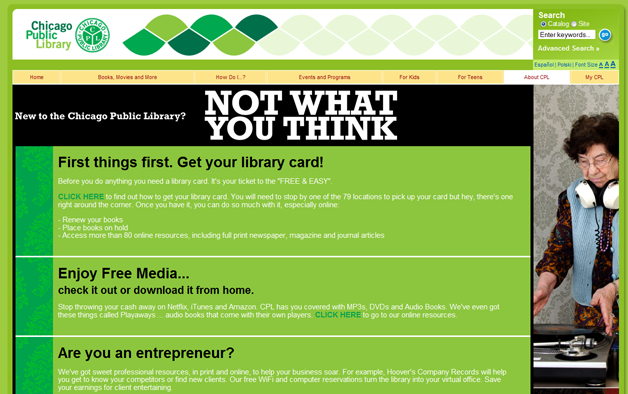 Chicago
Public
Library
CHICAGO PUBLIC LIBRARY
CPL
Search
Catalog Site
Enter keywords... go
Advanced Search »
Español | Polski | Font Size A A A
Home Books, Movies and More How Do I...? Events and Programs For Kids For Teens About CPL My CPL
New to the Chicago Public Library?
NOT WHAT
YOU THINK
First things first. Get your library card!
Before you do anything you need a library card. It's your ticket to the "FREE & EASY".
CLICK HERE to find out how to get your library card. You will need to stop by one of the 79 locations to pick up your card but hey, there's one
right around the corner. Once you have it, you can do so much with it, especially online:
- Renew your books
- Place books on hold
- Access more than 80 online resources, including full print newspaper, magazine and journal articles
Enjoy Free Media...
check it out or download it from home.
Stop throwing your cash away on Netflix, iTunes and Amazon. CPL has you covered with MP3s, DVDs and Audio Books. We've even got
these things called Playaways ... audio books that come with their own players. CLICK HERE to go to our online resources.
Are you an entrepreneur?
We've got sweet professional resources, in print and online, to help your business soar. For example, Hoover's Company Records will help
you get to know your competitors or find new clients. Our free WiFi and computer reservations turn the library into your virtual office. Save
your earnings for client entertaining.